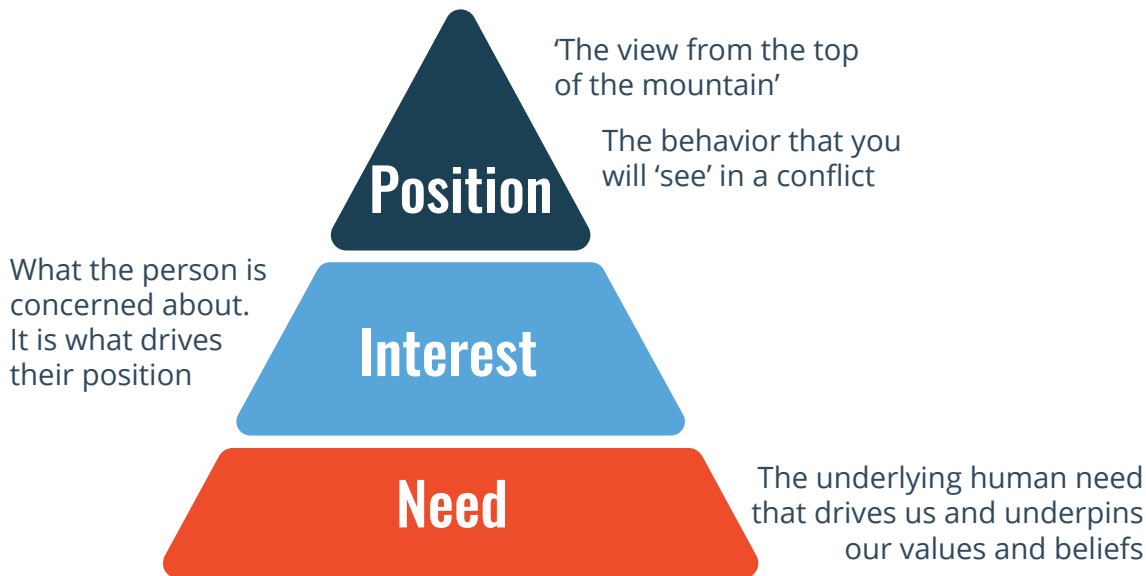 ‘The view from the top
of the mountain’
The behavior that you
will ‘see’ in a conflict
Position
What the person is
concerned about.
It is what drives
their position
Interest
Need
The underlying human need
that drives us and underpins
our values and beliefs